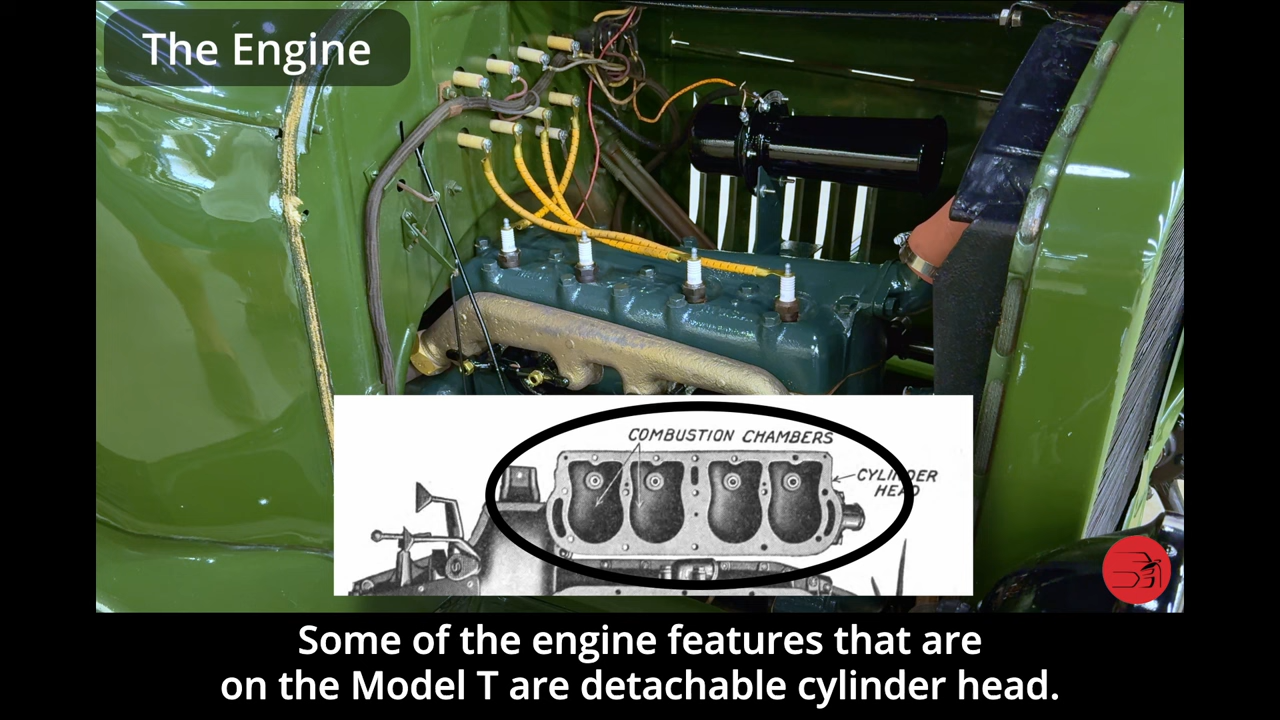 The Engine
COMBUSTION CHAMBERS
CYLINDER
HEAD
Some of the engine features that are
on the Model T are detachable cylinder head.